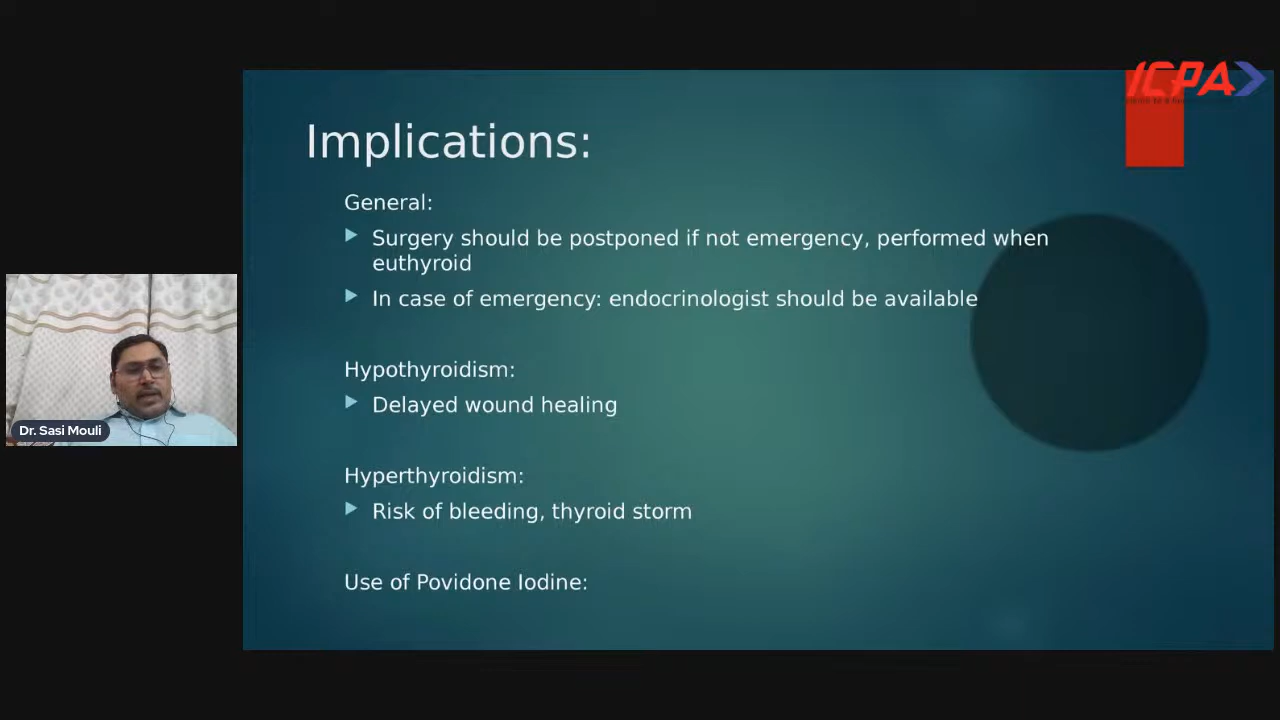 ICPA
Implications:
General:
Surgery should be postponed if not emergency, performed when
euthyroid
In case of emergency: endocrinologist should be available
Hypothyroidism:
Delayed wound healing
Hyperthyroidism:
Risk of bleeding, thyroid storm
Use of Povidone Iodine:
Dr. Sasi Mouli